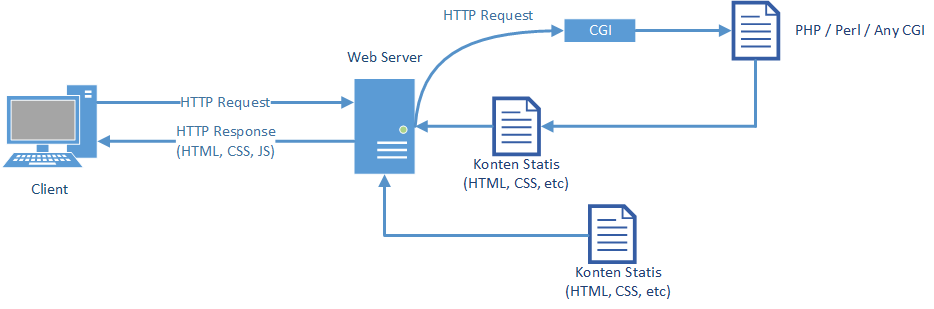 HTTP Request
CGI
PHP / Perl / Any CGI
Web Server
HTTP Request
HTTP Response
(HTML, CSS, JS)
Client
Konten Statis
(HTML, CSS, etc)
Konten Statis
(HTML, CSS, etc)